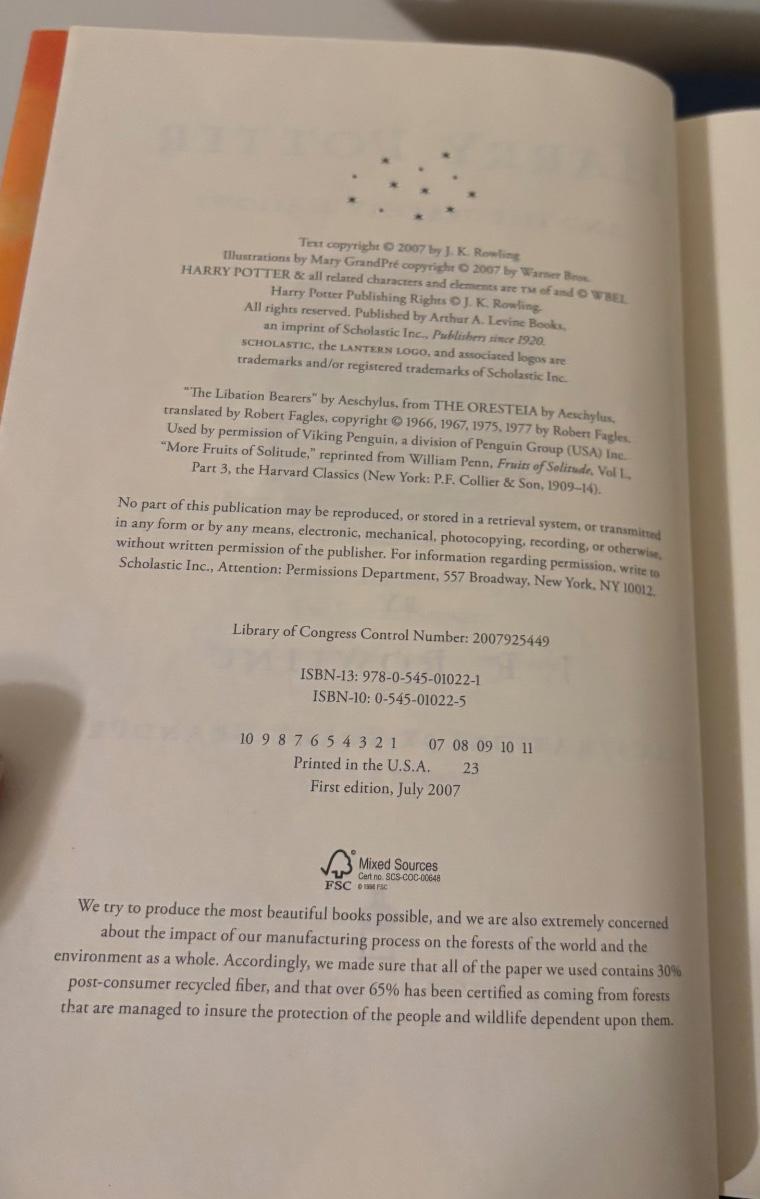 Text copyright © 2007 by J. K. Rowling
Illustrations by Mary GrandPré copyright © 2007 by Warner Bros.
HARRY POTTER & all related characters and elements are TM of and © WBEI.
Harry Potter Publishing Rights © J. K. Rowling.
All rights reserved. Published by Arthur A. Levine Books,
an imprint of Scholastic Inc., Publishers since 1920.
SCHOLASTIC, the LANTERN LOGO, and associated logos are
trademarks and/or registered trademarks of Scholastic Inc.
"The Libation Bearers" by Aeschylus, from THE ORESTEIA by Aeschylus,
translated by Robert Fagles, copyright © 1966, 1967, 1975, 1977 by Robert Fagles.
Used by permission of Viking Penguin, a division of Penguin Group (USA) Inc.
"More Fruits of Solitude," reprinted from William Penn, Fruits of Solitude, Vol I.,
Part 3, the Harvard Classics (New York: P.F. Collier & Son, 1909–14).
No part of this publication may be reproduced, or stored in a retrieval system, or transmitted
in any form or by any means, electronic, mechanical, photocopying, recording, or otherwise,
without written permission of the publisher. For information regarding permission, write to
Scholastic Inc., Attention: Permissions Department, 557 Broadway, New York, NY 10012.
Library of Congress Control Number: 2007925449
ISBN-13: 978-0-545-01022-1
ISBN-10: 0-545-01022-5
10 9 8 7 6 5 4 3 2 1 07 08 09 10 11
Printed in the U.S.A. 23
First edition, July 2007
Mixed Sources
Cert no. SCS-COC-00648
FSC © 1996 FSC
We try to produce the most beautiful books possible, and we are also extremely concerned
about the impact of our manufacturing process on the forests of the world and the
environment as a whole. Accordingly, we made sure that all of the paper we used contains 30%
post-consumer recycled fiber, and that over 65% has been certified as coming from forests
that are managed to insure the protection of the people and wildlife dependent upon them.